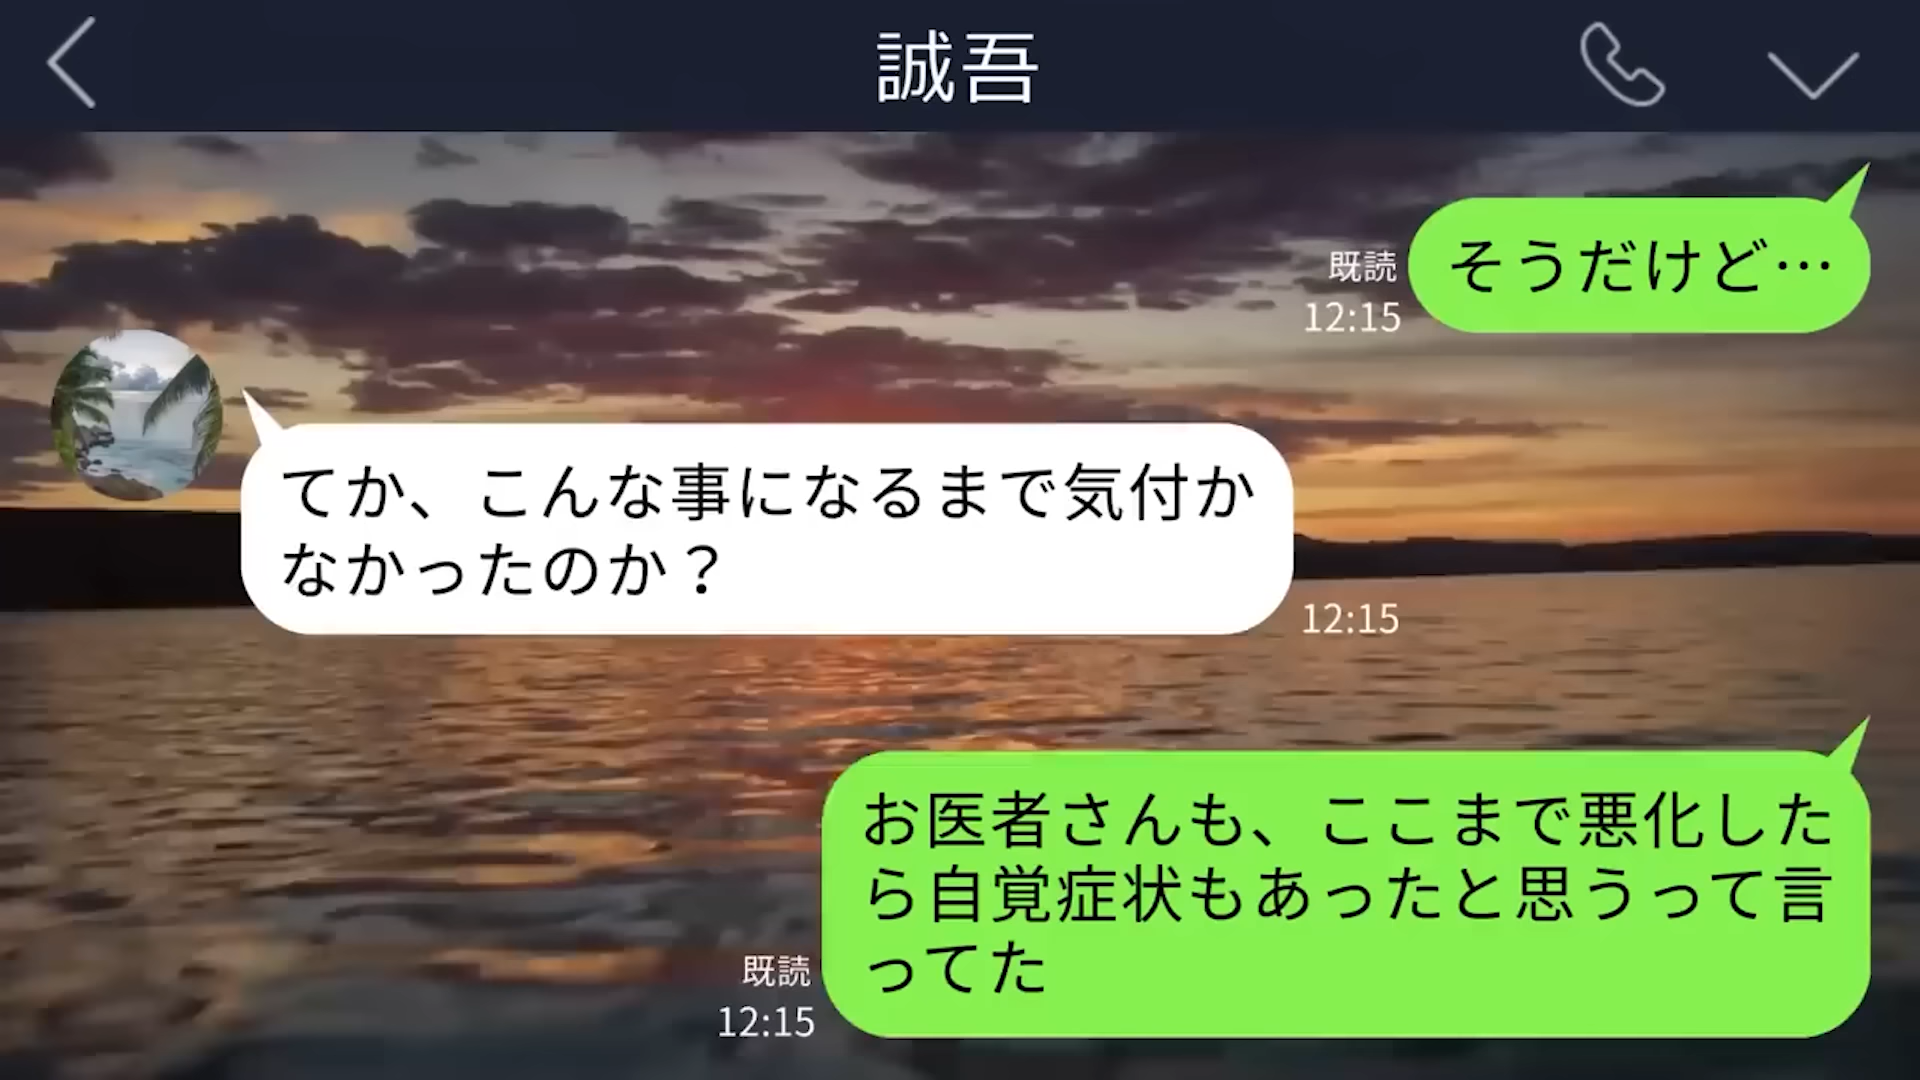 誠吾
そうだけど…
既読
12:15
てか、こんな事になるまで気付か
なかったのか？
12:15
お医者さんも、ここまで悪化した
ら自覚症状もあったと思うって言
ってた
既読
12:15